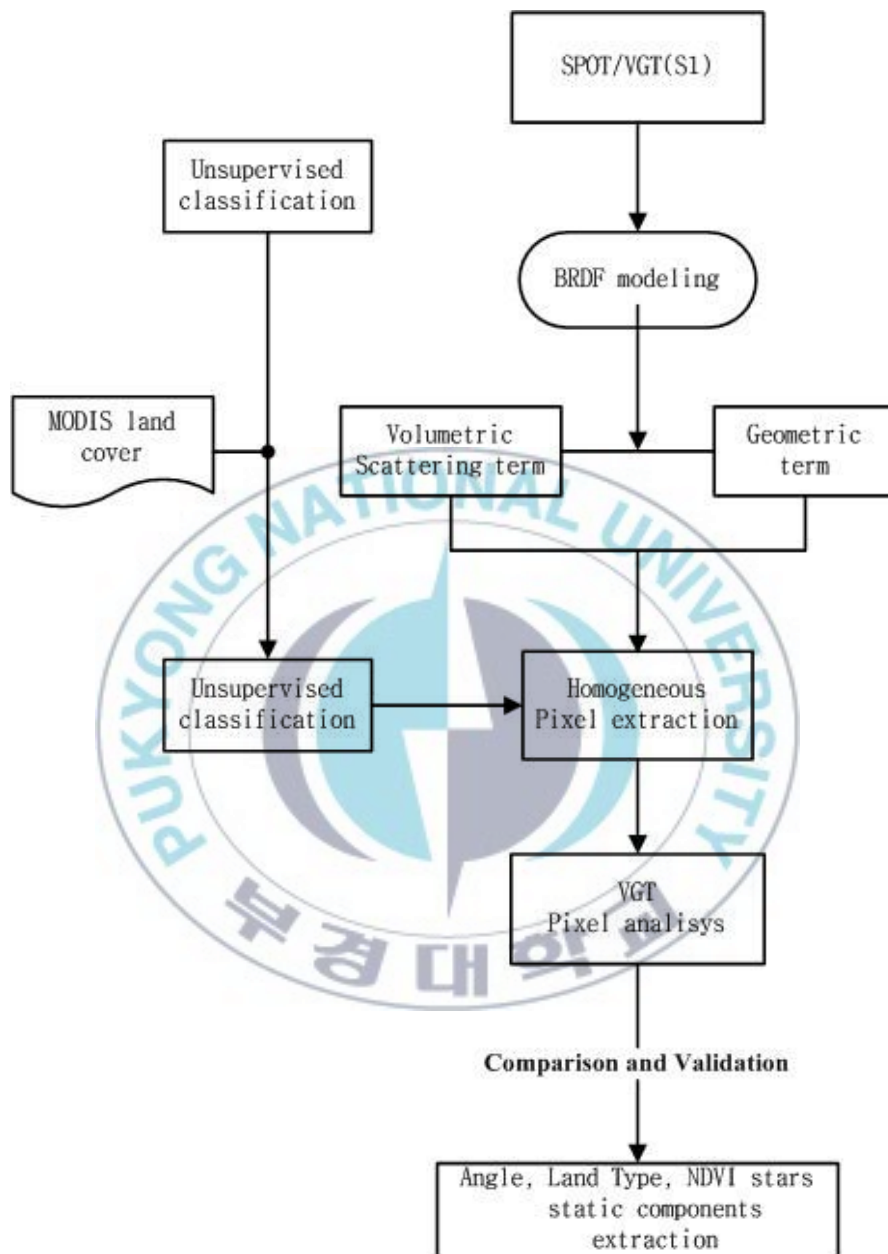 SPOT/VGT(S1)
Unsupervised
classification
BRDF modeling
MODIS land
cover
Volumetric
Scattering term
Geometric
term
PUKYONG NATIONAL UNIVERSITY
Unsupervised
classification
Homogeneous
Pixel extraction
VGT
Pixel analisys
부경대학교
Comparison and Validation
Angle, Land Type, NDVI stars
static components
extraction